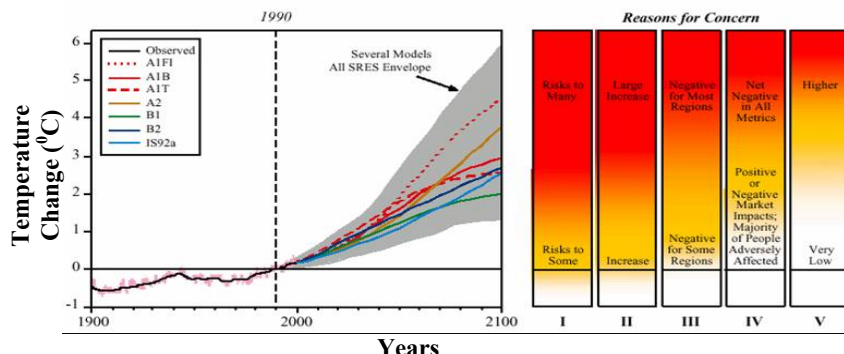 1990
Reasons for Concern
6
5
4
3
2
1
0
-1
Temperature
Change (⁰C)
Observed
A1FI
A1B
A1T
A2
B1
B2
IS92a
Several Models
All SRES Envelope
1900
2000
2100
Years
Risks to
Many
Risks to
Some
I
Large
Increase
Increase
II
Negative
for Most
Regions
Negative
for Some
Regions
III
Net
Negative
in All
Metrics
Positive
or
Negative
Market
Impacts;
Majority
of People
Adversely
Affected
IV
Higher
Very
Low
V